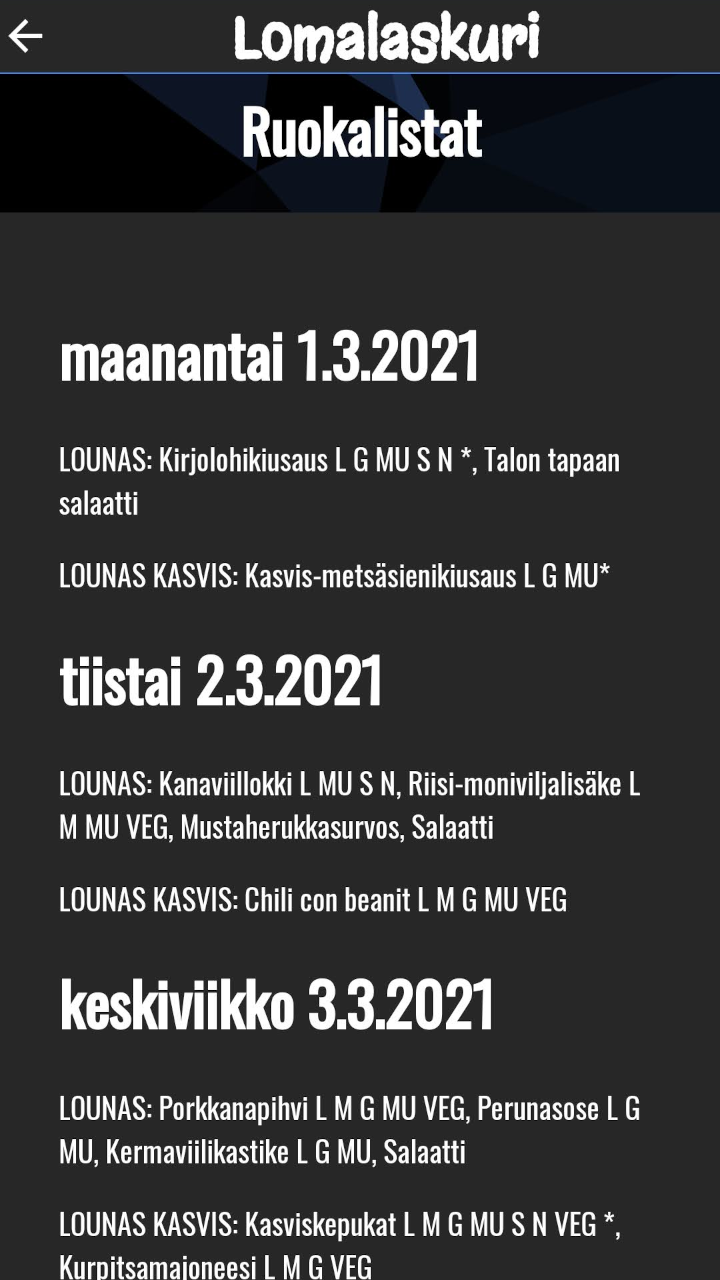 Lomalaskuri
Ruokalistat
maanantai 1.3.2021
LOUNAS: Kirjolohikiusaus L G MU S N *, Talon tapaan
salaatti
LOUNAS KASVIS: Kasvis-metsäsienikiusaus L G MU*
tiistai 2.3.2021
LOUNAS: Kanaviillokki L MU S N, Riisi-moniviljalisäke L
M MU VEG, Mustaherukkasurvos, Salaatti
LOUNAS KASVIS: Chili con beanit L M G MU VEG
keskiviikko 3.3.2021
LOUNAS: Porkkanapihvi L M G MU VEG, Perunasose L G
MU, Kermaviilikastike L G MU, Salaatti
LOUNAS KASVIS: Kasviskepukat L M G MU S N VEG *,
Kurpitsamajoneesi L M G VEG